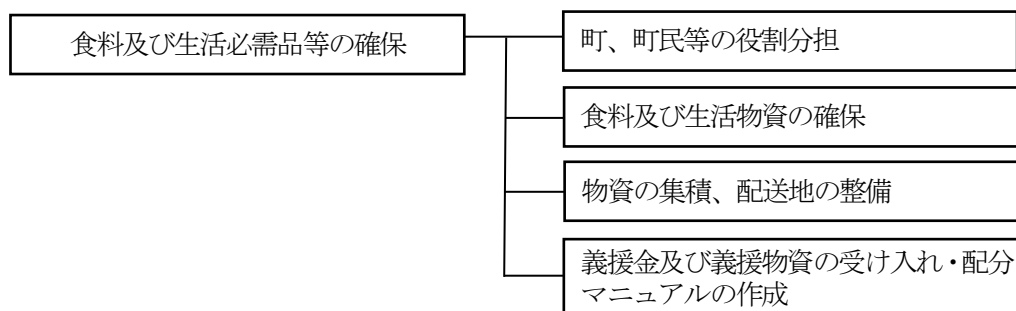 食料及び生活必需品等の確保
町、町民等の役割分担
食料及び生活物資の確保
物資の集積、配送地の整備
義援金及び義援物資の受け入れ・配分
マニュアルの作成